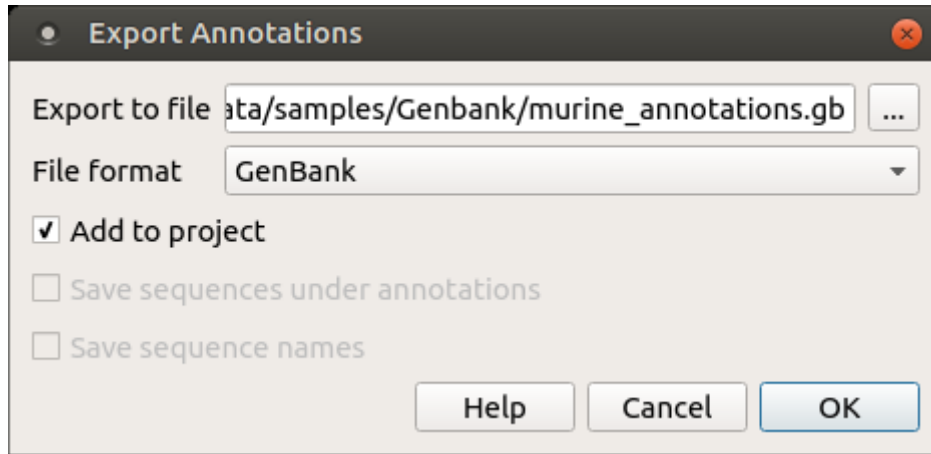 Export Annotations
Export to file ata/samples/Genbank/murine_annotations.gb ...
File format GenBank
Add to project
Save sequences under annotations
Save sequence names
Help Cancel OK